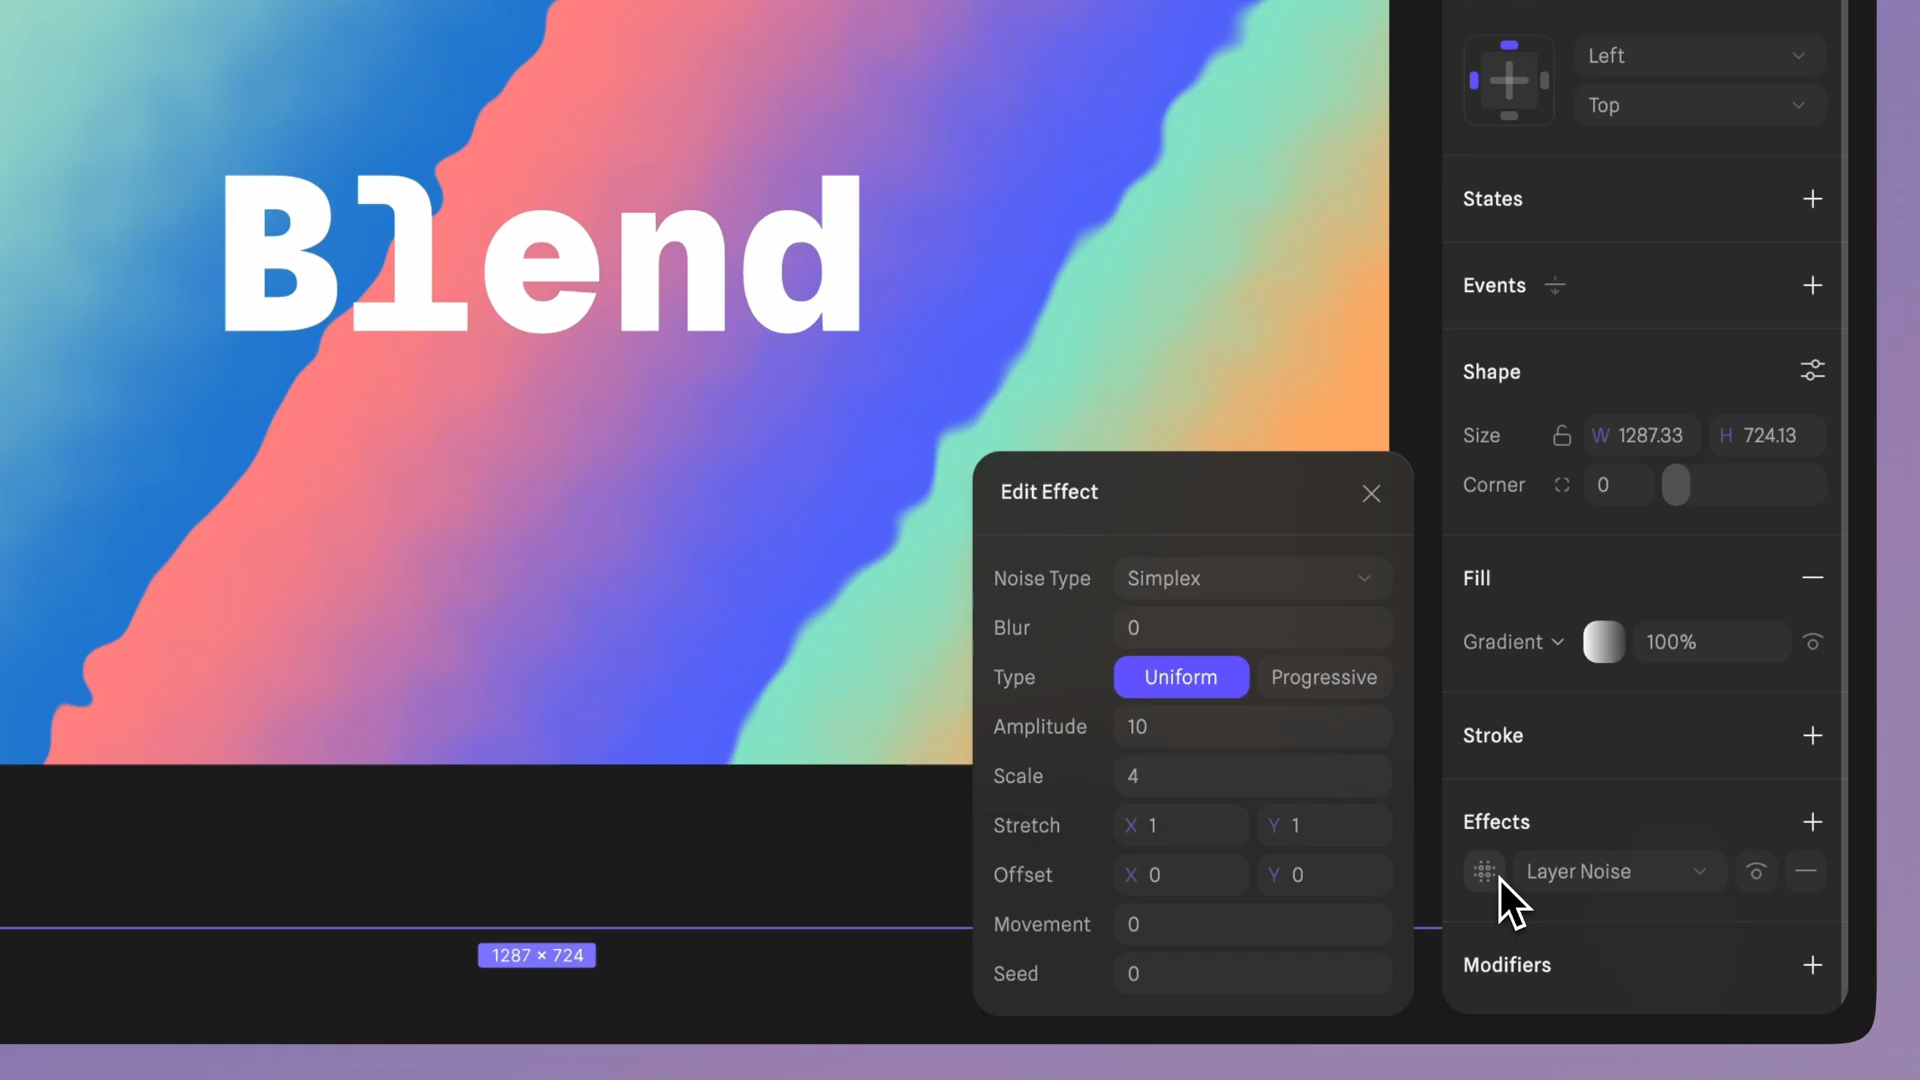 Blend
1287 × 724
Edit Effect
Noise Type Simplex
Blur 0
Type Uniform Progressive
Amplitude 10
Scale 4
Stretch X 1 Y 1
Offset X 0 Y 0
Movement 0
Seed 0
Left
Top
States
Events
Shape
Size W 1287.33 H 724.13
Corner 0
Fill
Gradient 100%
Stroke
Effects
Layer Noise
Modifiers